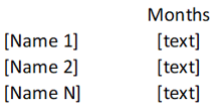 Months
[Name 1] [text]
[Name 2] [text]
[Name N] [text]